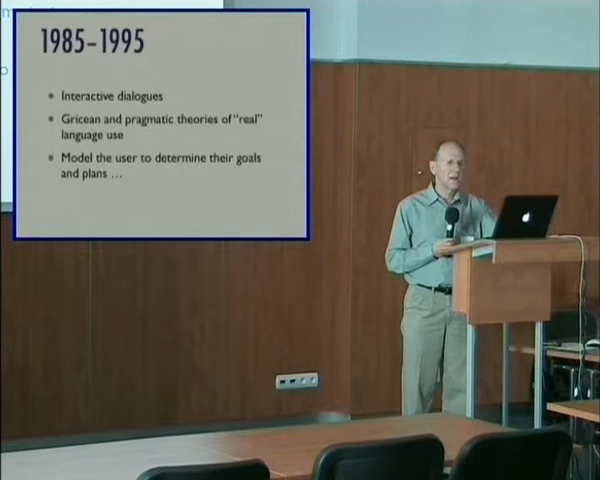 1985–1995
• Interactive dialogues
• Gricean and pragmatic theories of "real"
language use
• Model the user to determine their goals
and plans ...